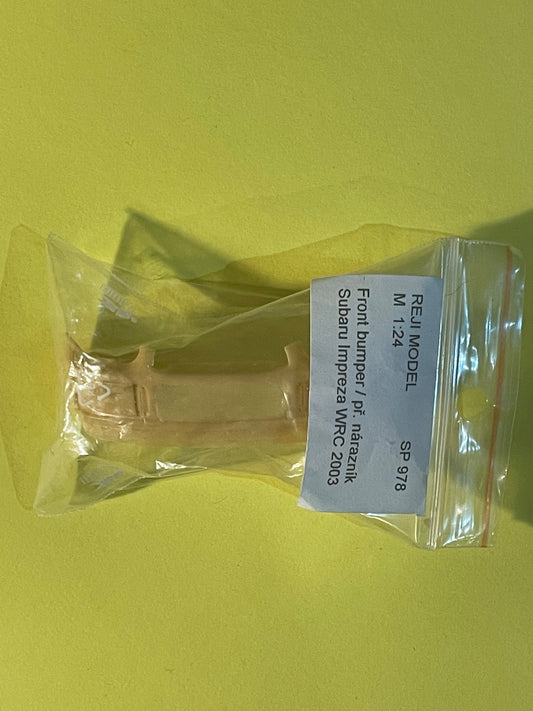 REJI MODEL SP 978
M 1:24
Front bumper / př. nárazník
Subaru Impreza WRC 2003